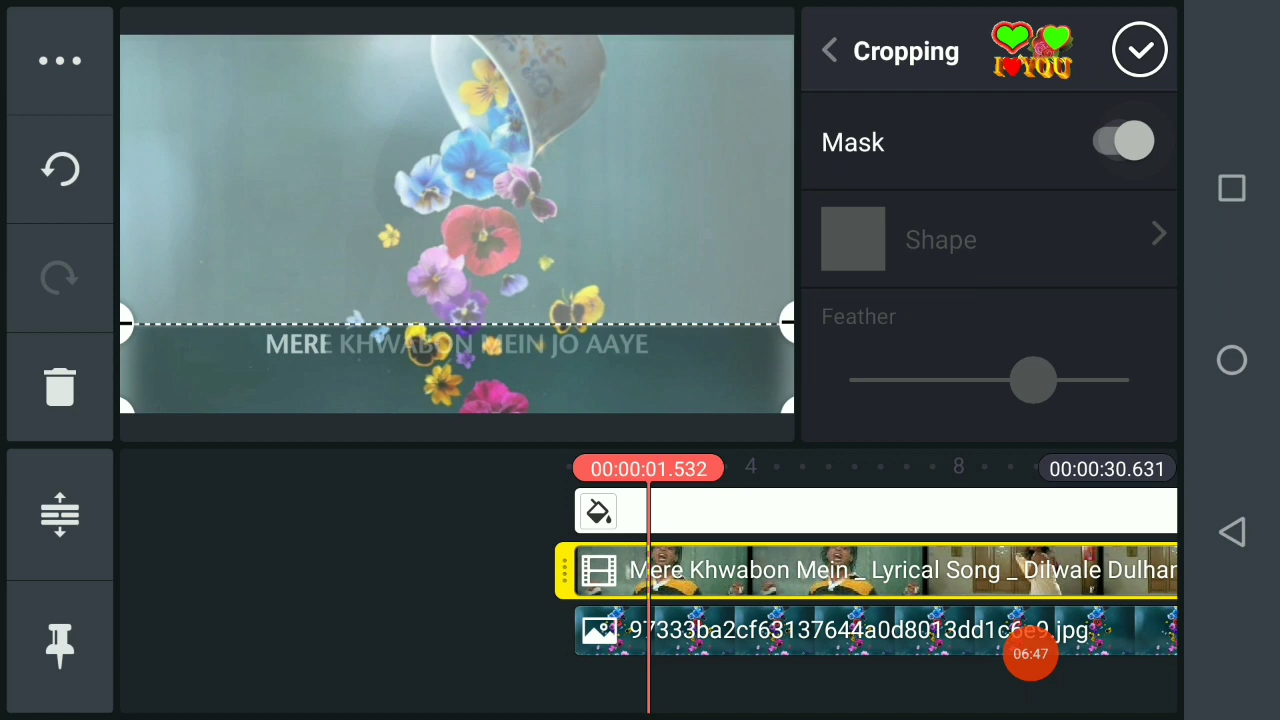 Cropping
I YOU
Mask
Shape
Feather
MERE KHWABON MEIN JO AAYE
00:00:01.532
4
8
00:00:30.631
Mere Khwabon Mein _ Lyrical Song _ Dilwale Dulhan
97333ba2cf63137644a0d8013dd1c6e9.jpg
06:47